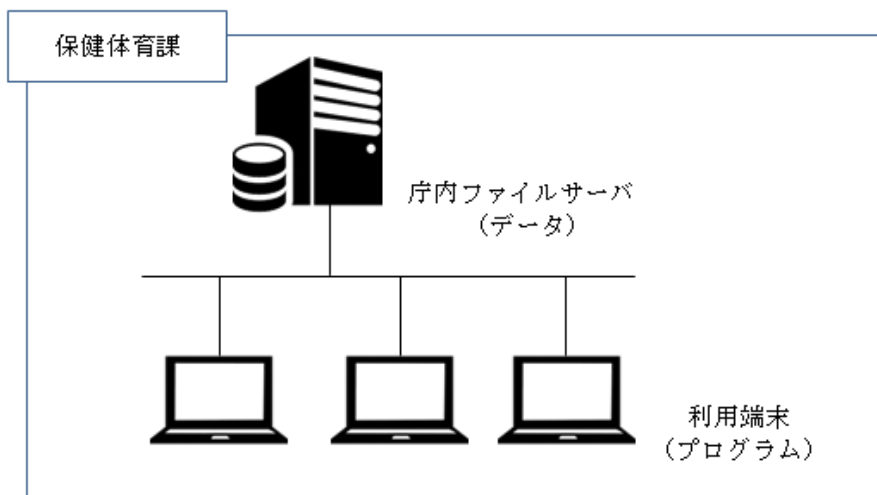 保健体育課
庁内ファイルサーバ
(データ)
利用端末
(プログラム)